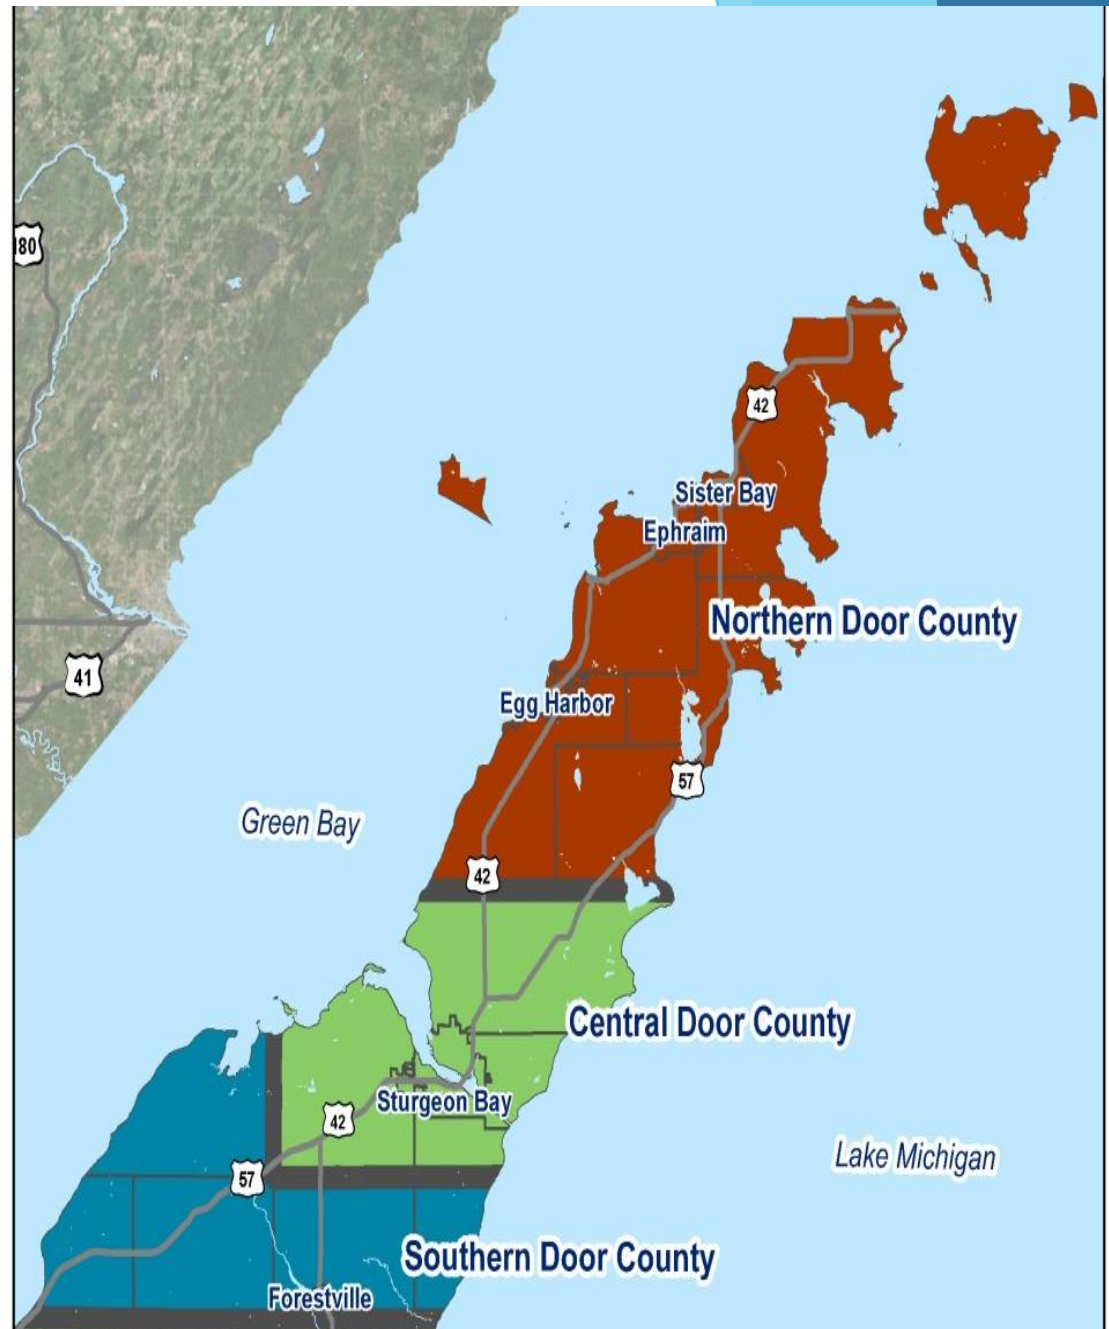 180
42
Sister Bay
Ephraim
Northern Door County
41
Egg Harbor
57
Green Bay
42
Central Door County
Sturgeon Bay
42
Lake Michigan
57
Southern Door County
Forestville